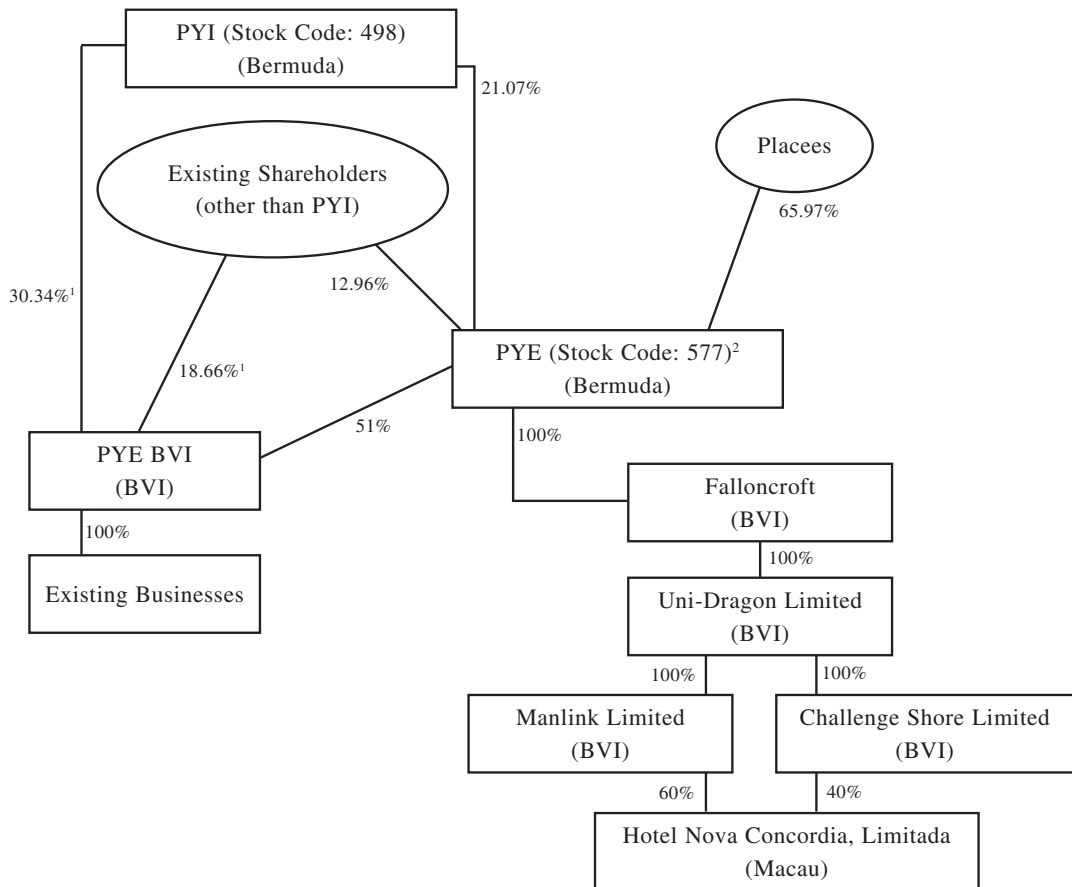 PYI (Stock Code: 498)
(Bermuda)
21.07%
Placees
Existing Shareholders
(other than PYI)
65.97%
12.96%
30.34%¹
PYE (Stock Code: 577)²
(Bermuda)
18.66%¹
51%
100%
PYE BVI
(BVI)
Falloncroft
(BVI)
100%
100%
Existing Businesses
Uni-Dragon Limited
(BVI)
100%
100%
Manlink Limited
(BVI)
Challenge Shore Limited
(BVI)
60%
40%
Hotel Nova Concordia, Limitada
(Macau)